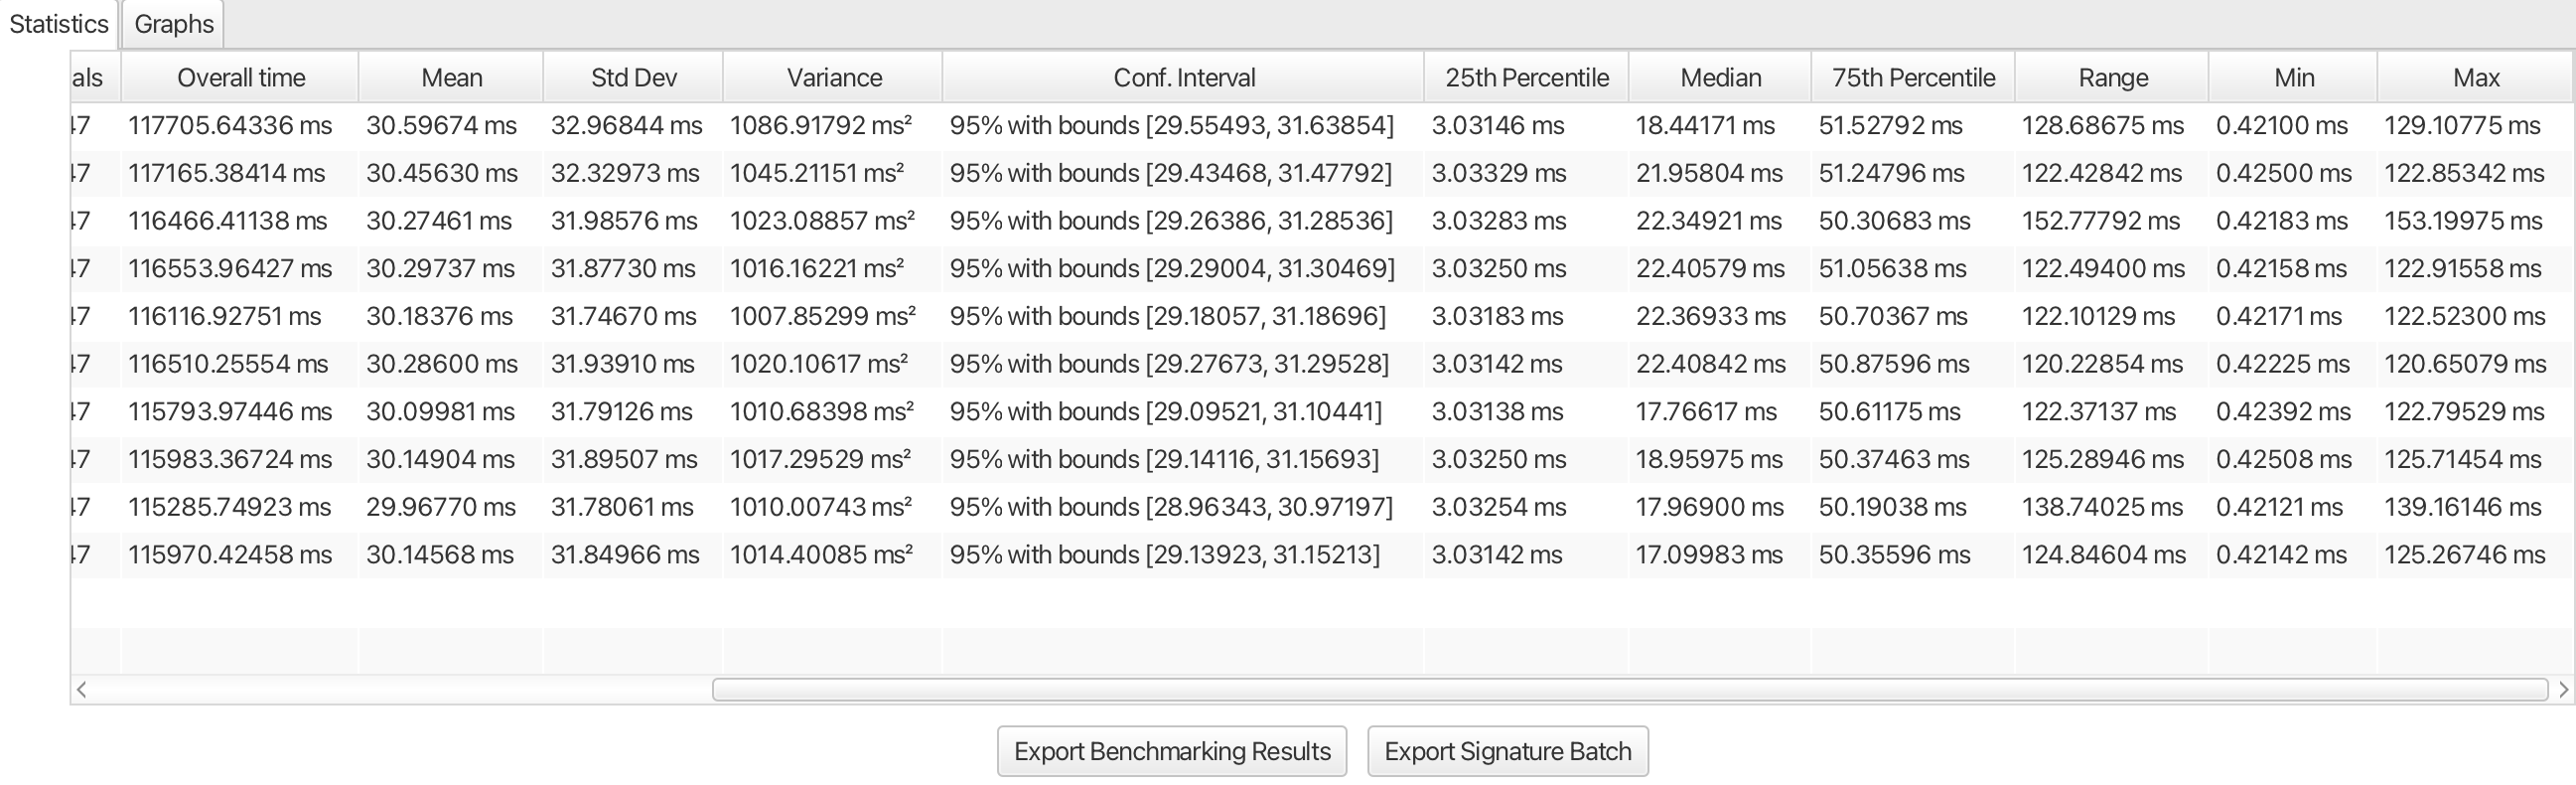 Statistics Graphs
als Overall time Mean Std Dev Variance Conf. Interval 25th Percentile Median 75th Percentile Range Min Max
47 117705.64336 ms 30.59674 ms 32.96844 ms 1086.91792 ms² 95% with bounds [29.55493, 31.63854] 3.03146 ms 18.44171 ms 51.52792 ms 128.68675 ms 0.42100 ms 129.10775 ms
47 117165.38414 ms 30.45630 ms 32.32973 ms 1045.21151 ms² 95% with bounds [29.43468, 31.47792] 3.03329 ms 21.95804 ms 51.24796 ms 122.42842 ms 0.42500 ms 122.85342 ms
47 116466.41138 ms 30.27461 ms 31.98576 ms 1023.08857 ms² 95% with bounds [29.26386, 31.28536] 3.03283 ms 22.34921 ms 50.30683 ms 152.77792 ms 0.42183 ms 153.19975 ms
47 116553.96427 ms 30.29737 ms 31.87730 ms 1016.16221 ms² 95% with bounds [29.29004, 31.30469] 3.03250 ms 22.40579 ms 51.05638 ms 122.49400 ms 0.42158 ms 122.91558 ms
47 116116.92751 ms 30.18376 ms 31.74670 ms 1007.85299 ms² 95% with bounds [29.18057, 31.18696] 3.03183 ms 22.36933 ms 50.70367 ms 122.10129 ms 0.42171 ms 122.52300 ms
47 116510.25554 ms 30.28600 ms 31.93910 ms 1020.10617 ms² 95% with bounds [29.27673, 31.29528] 3.03142 ms 22.40842 ms 50.87596 ms 120.22854 ms 0.42225 ms 120.65079 ms
47 115793.97446 ms 30.09981 ms 31.79126 ms 1010.68398 ms² 95% with bounds [29.09521, 31.10441] 3.03138 ms 17.76617 ms 50.61175 ms 122.37137 ms 0.42392 ms 122.79529 ms
47 115983.36724 ms 30.14904 ms 31.89507 ms 1017.29529 ms² 95% with bounds [29.14116, 31.15693] 3.03250 ms 18.95975 ms 50.37463 ms 125.28946 ms 0.42508 ms 125.71454 ms
47 115285.74923 ms 29.96770 ms 31.78061 ms 1010.00743 ms² 95% with bounds [28.96343, 30.97197] 3.03254 ms 17.96900 ms 50.19038 ms 138.74025 ms 0.42121 ms 139.16146 ms
47 115970.42458 ms 30.14568 ms 31.84966 ms 1014.40085 ms² 95% with bounds [29.13923, 31.15213] 3.03142 ms 17.09983 ms 50.35596 ms 124.84604 ms 0.42142 ms 125.26746 ms
Export Benchmarking Results Export Signature Batch